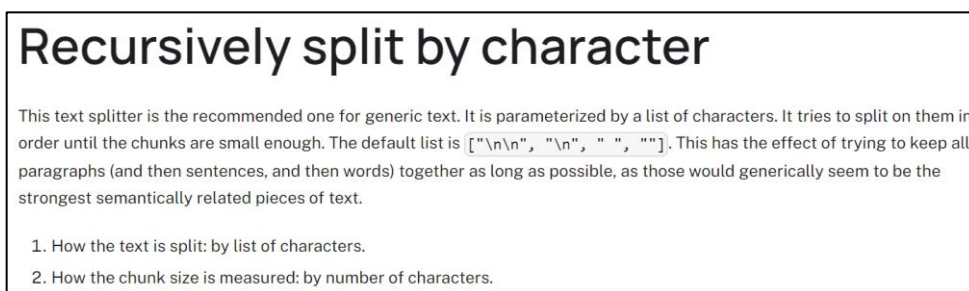 Recursively split by character
This text splitter is the recommended one for generic text. It is parameterized by a list of characters. It tries to split on them in
order until the chunks are small enough. The default list is ["\n\n", "\n", " ", ""]. This has the effect of trying to keep all
paragraphs (and then sentences, and then words) together as long as possible, as those would generically seem to be the
strongest semantically related pieces of text.
1. How the text is split: by list of characters.
2. How the chunk size is measured: by number of characters.